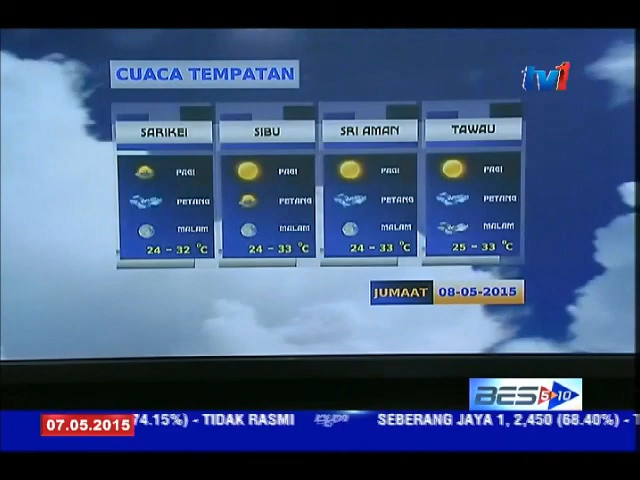 CUACA TEMPATAN
tv1
SARIKEI
PAGI
PETANG
MALAM
24 - 32 °C
SIBU
PAGI
PETANG
MALAM
24 - 33 °C
SRI AMAN
PAGI
PETANG
MALAM
24 - 33 °C
TAWAU
PAGI
PETANG
MALAM
25 - 33 °C
JUMAAT 08-05-2015
BES 5-10
07.05.2015
74.15%) - TIDAK RASMI SEBERANG JAYA 1, 2,450 (68.40%) - T